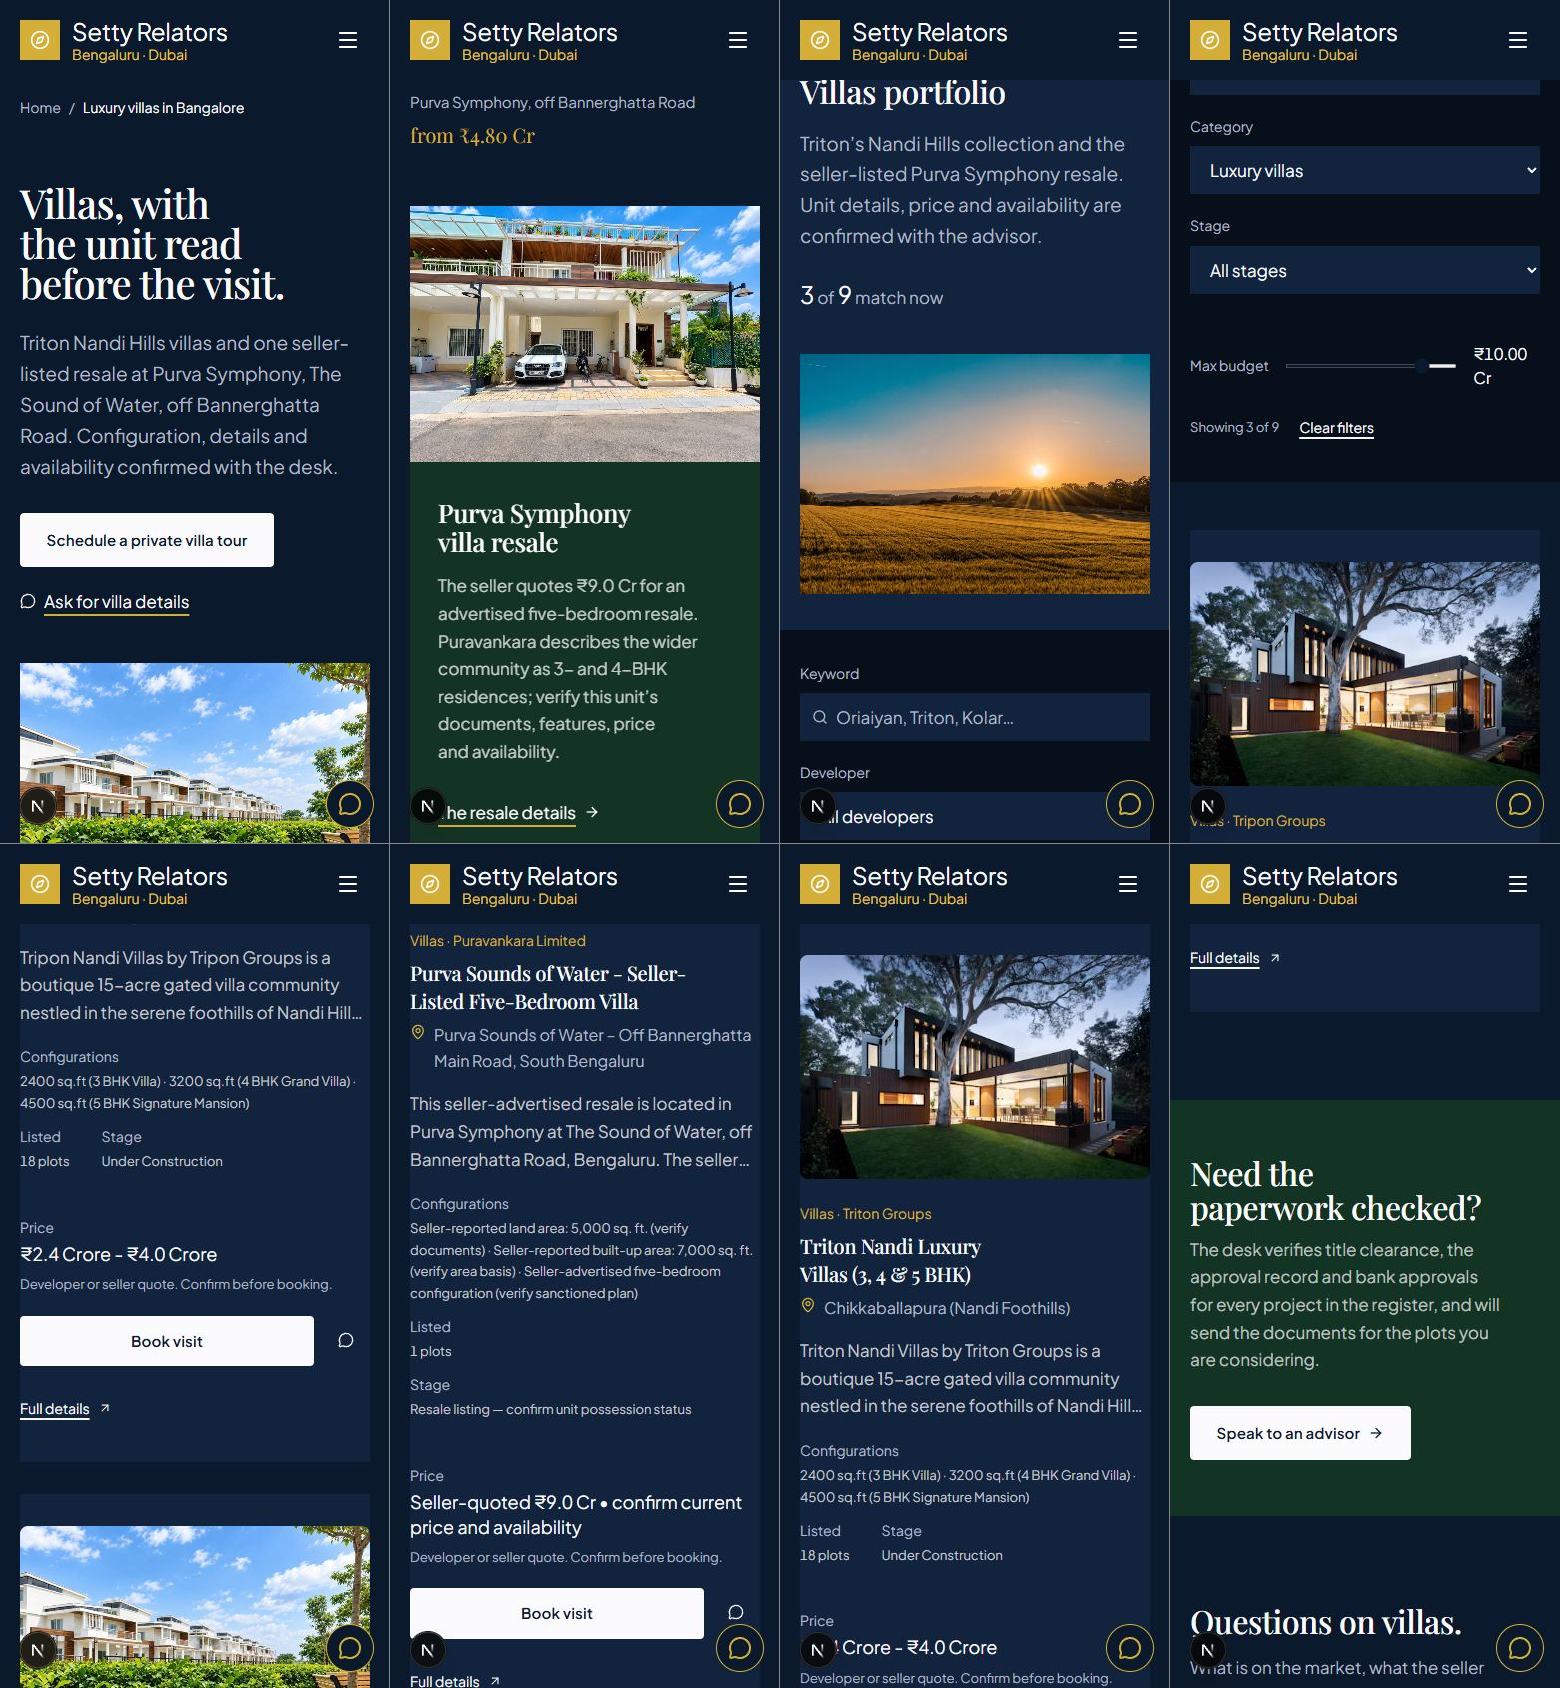 Setty Relators
Bengaluru · Dubai
Home / Luxury villas in Bangalore
Villas, with
the unit read
before the visit.
Triton Nandi Hills villas and one seller-
listed resale at Purva Symphony, The
Sound of Water, off Bannerghatta
Road. Configuration, details and
availability confirmed with the desk.
Schedule a private villa tour
Ask for villa details
N
Setty Relators
Bengaluru · Dubai
Purva Symphony, off Bannerghatta Road
from ₹4.80 Cr
Purva Symphony
villa resale
The seller quotes ₹9.0 Cr for an
advertised five-bedroom resale.
Puravankara describes the wider
community as 3– and 4–BHK
residences; verify this unit's
documents, features, price
and availability.
he resale details →
N
Setty Relators
Bengaluru · Dubai
Villas portfolio
Triton's Nandi Hills collection and the
seller-listed Purva Symphony resale.
Unit details, price and availability are
confirmed with the advisor.
3 of 9 match now
Keyword
Oriaiyan, Triton, Kolar...
Developer
ll developers
N
Setty Relators
Bengaluru · Dubai
Category
Luxury villas
Stage
All stages
Max budget
₹10.00
Cr
Showing 3 of 9 Clear filters
Villas · Tripon Groups
N
Setty Relators
Bengaluru · Dubai
Tripon Nandi Villas by Tripon Groups is a
boutique 15–acre gated villa community
nestled in the serene foothills of Nandi Hill...
Configurations
2400 sq.ft (3 BHK Villa) · 3200 sq.ft (4 BHK Grand Villa) ·
4500 sq.ft (5 BHK Signature Mansion)
Listed Stage
18 plots Under Construction
Price
₹2.4 Crore - ₹4.0 Crore
Developer or seller quote. Confirm before booking.
Book visit
Full details
N
Setty Relators
Bengaluru · Dubai
Villas · Puravankara Limited
Purva Sounds of Water - Seller-
Listed Five-Bedroom Villa
Purva Sounds of Water – Off Bannerghatta
Main Road, South Bengaluru
This seller-advertised resale is located in
Purva Symphony at The Sound of Water, off
Bannerghatta Road, Bengaluru. The seller...
Configurations
Seller-reported land area: 5,000 sq. ft. (verify
documents) · Seller-reported built-up area: 7,000 sq. ft.
(verify area basis) · Seller-advertised five-bedroom
configuration (verify sanctioned plan)
Listed
1 plots
Stage
Resale listing — confirm unit possession status
Price
Seller-quoted ₹9.0 Cr • confirm current
price and availability
Developer or seller quote. Confirm before booking.
Book visit
Full details
N
Setty Relators
Bengaluru · Dubai
Villas · Triton Groups
Triton Nandi Luxury
Villas (3, 4 & 5 BHK)
Chikkaballapura (Nandi Foothills)
Triton Nandi Villas by Triton Groups is a
boutique 15–acre gated villa community
nestled in the serene foothills of Nandi Hill...
Configurations
2400 sq.ft (3 BHK Villa) · 3200 sq.ft (4 BHK Grand Villa) ·
4500 sq.ft (5 BHK Signature Mansion)
Listed Stage
18 plots Under Construction
Price
4 Crore - ₹4.0 Crore
Developer or seller quote. Confirm before booking.
N
Setty Relators
Bengaluru · Dubai
Full details
Need the
paperwork checked?
The desk verifies title clearance, the
approval record and bank approvals
for every project in the register, and will
send the documents for the plots you
are considering.
Speak to an advisor →
Questions on villas.
What is on the market, what the seller
N